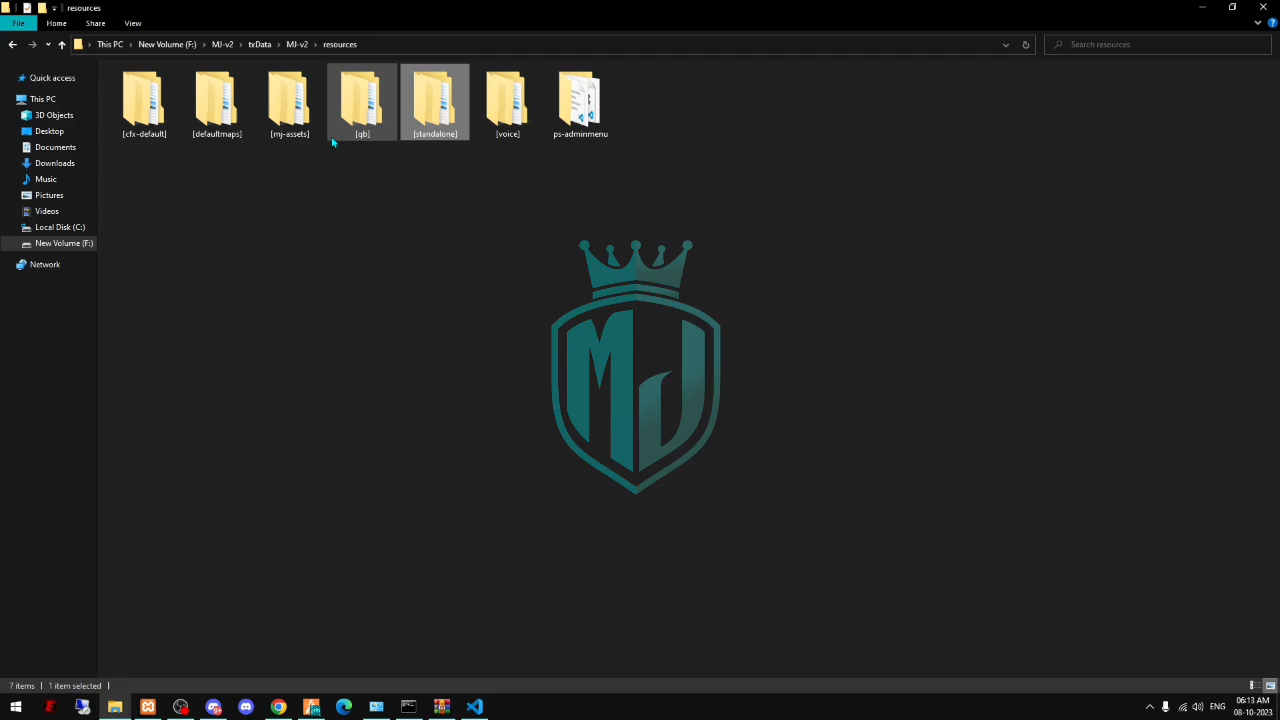 resources
File Home Share View
This PC New Volume (F:) MJ-v2 txData MJ-v2 resources
Search resources
Quick access
This PC
3D Objects
Desktop
Documents
Downloads
Music
Pictures
Videos
Local Disk (C:)
New Volume (F:)
Network
[cfx-default] [defaultmaps] [mj-assets] [qb] [standalone] [voice] ps-adminmenu
MJ
7 items 1 item selected
ENG
06:13 AM
08-10-2023